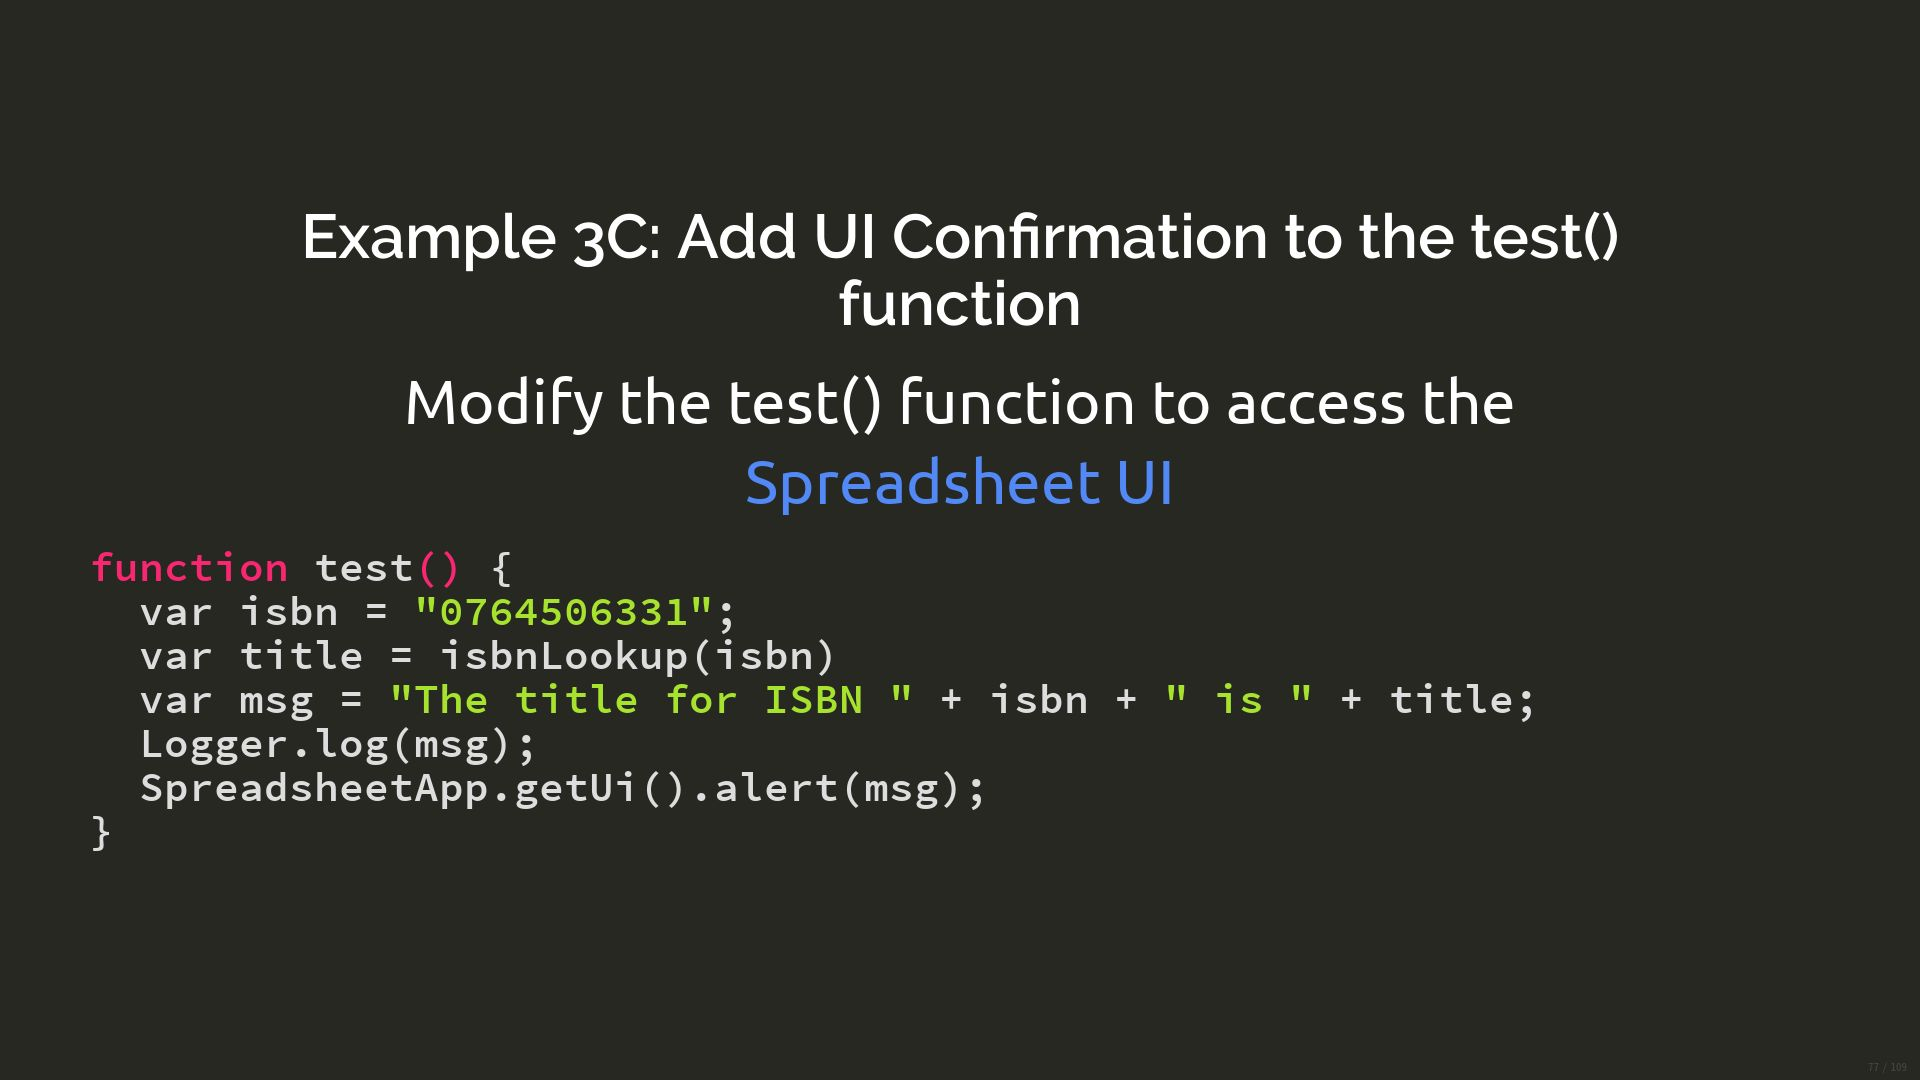 Example 3C: Add UI Confirmation to the test()
function
Modify the test() function to access the
Spreadsheet UI
function test() {
  var isbn = "0764506331";
  var title = isbnLookup(isbn)
  var msg = "The title for ISBN " + isbn + " is " + title;
  Logger.log(msg);
  SpreadsheetApp.getUi().alert(msg);
}
77 / 109